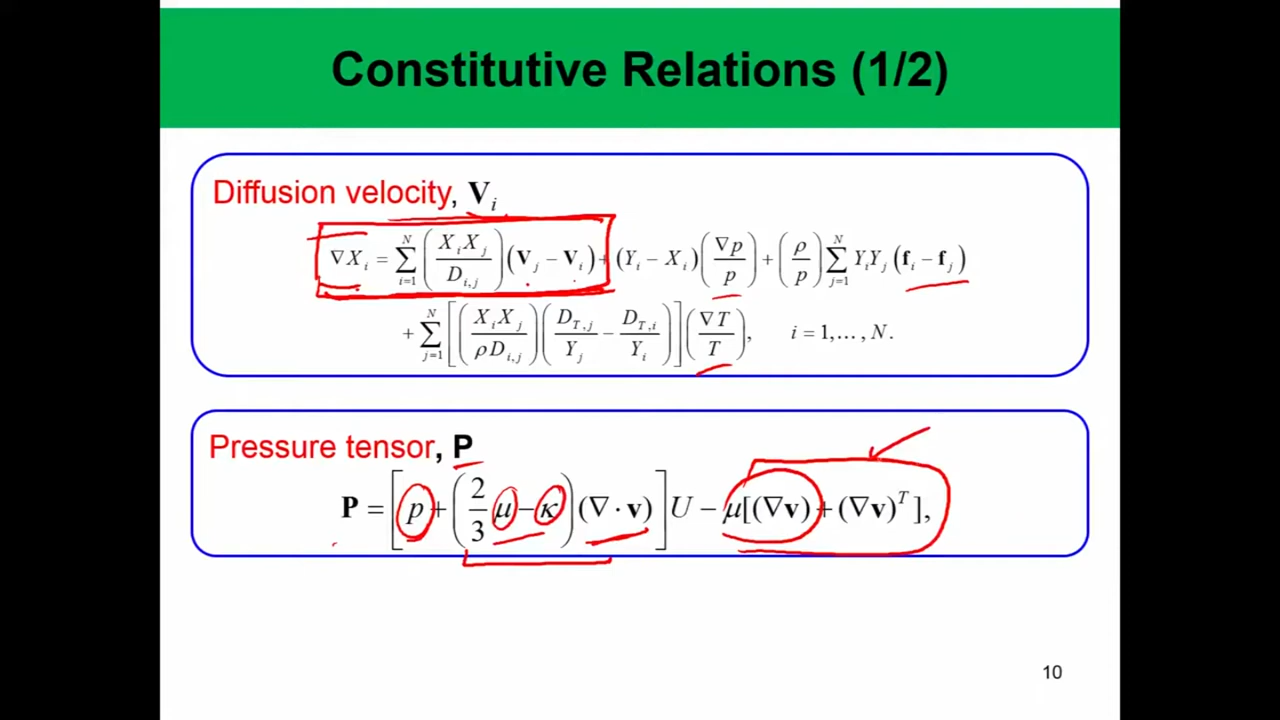 Constitutive Relations (1/2)
Diffusion velocity, V_i
∇X_i = Σ_{i=1}^{N} (X_i X_j / D_{i,j}) (V_j − V_i) + (Y_i − X_i) (∇p / p) + (ρ / p) Σ_{j=1}^{N} Y_i Y_j (f_i − f_j)
+ Σ_{j=1}^{N} [(X_i X_j / ρD_{i,j}) (D_{T,j} / Y_j − D_{T,i} / Y_i)] (∇T / T), i = 1,…, N.
Pressure tensor, P
P = [p + (2/3 μ − κ) (∇ · v)] U − μ[(∇v) + (∇v)^T],
10